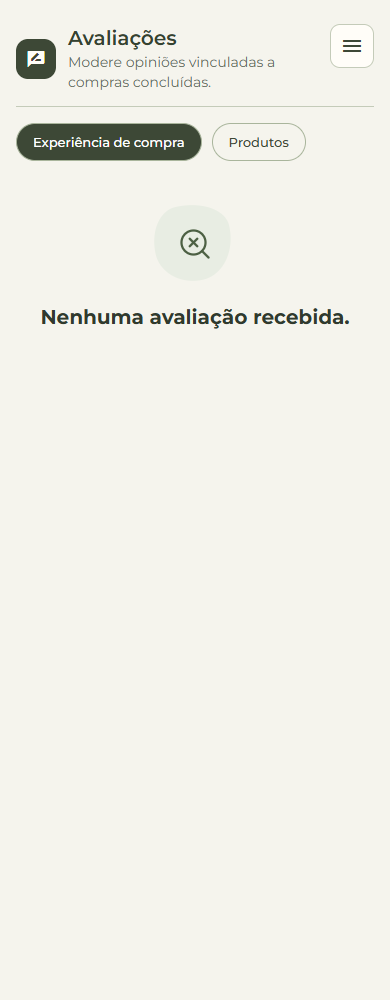 Avaliações
Modere opiniões vinculadas a
compras concluídas.
Experiência de compra
Produtos
Nenhuma avaliação recebida.